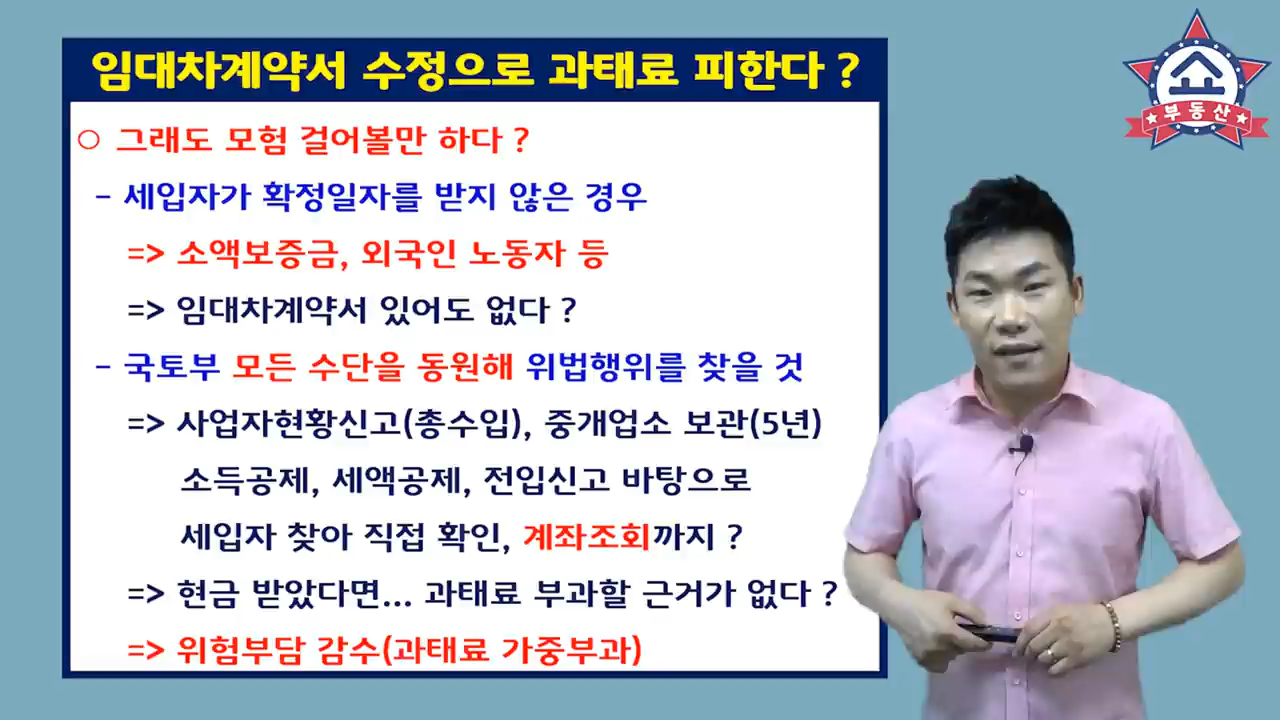 임대차계약서 수정으로 과태료 피한다 ?
○ 그래도 모험 걸어볼만 하다 ?
- 세입자가 확정일자를 받지 않은 경우
=> 소액보증금, 외국인 노동자 등
=> 임대차계약서 있어도 없다 ?
- 국토부 모든 수단을 동원해 위법행위를 찾을 것
=> 사업자현황신고(총수입), 중개업소 보관(5년)
소득공제, 세액공제, 전입신고 바탕으로
세입자 찾아 직접 확인, 계좌조회까지 ?
=> 현금 받았다면... 과태료 부과할 근거가 없다 ?
=> 위험부담 감수(과태료 가중부과)
부동산